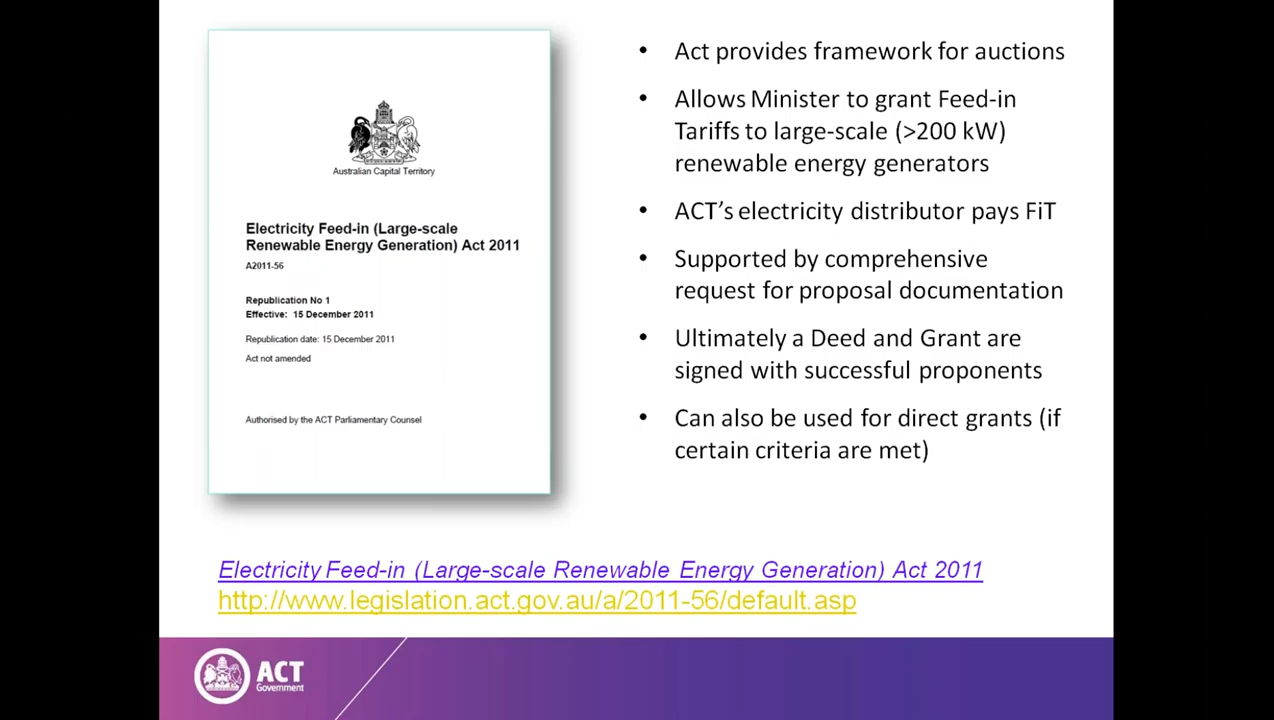 Australian Capital Territory
Electricity Feed-in (Large-scale
Renewable Energy Generation) Act 2011
A2011-56
Republication No 1
Effective: 15 December 2011
Republication date: 15 December 2011
Act not amended
Authorised by the ACT Parliamentary Counsel
• Act provides framework for auctions
• Allows Minister to grant Feed-in
Tariffs to large-scale (>200 kW)
renewable energy generators
• ACT's electricity distributor pays FiT
• Supported by comprehensive
request for proposal documentation
• Ultimately a Deed and Grant are
signed with successful proponents
• Can also be used for direct grants (if
certain criteria are met)
Electricity Feed-in (Large-scale Renewable Energy Generation) Act 2011
http://www.legislation.act.gov.au/a/2011-56/default.asp
ACT
Government